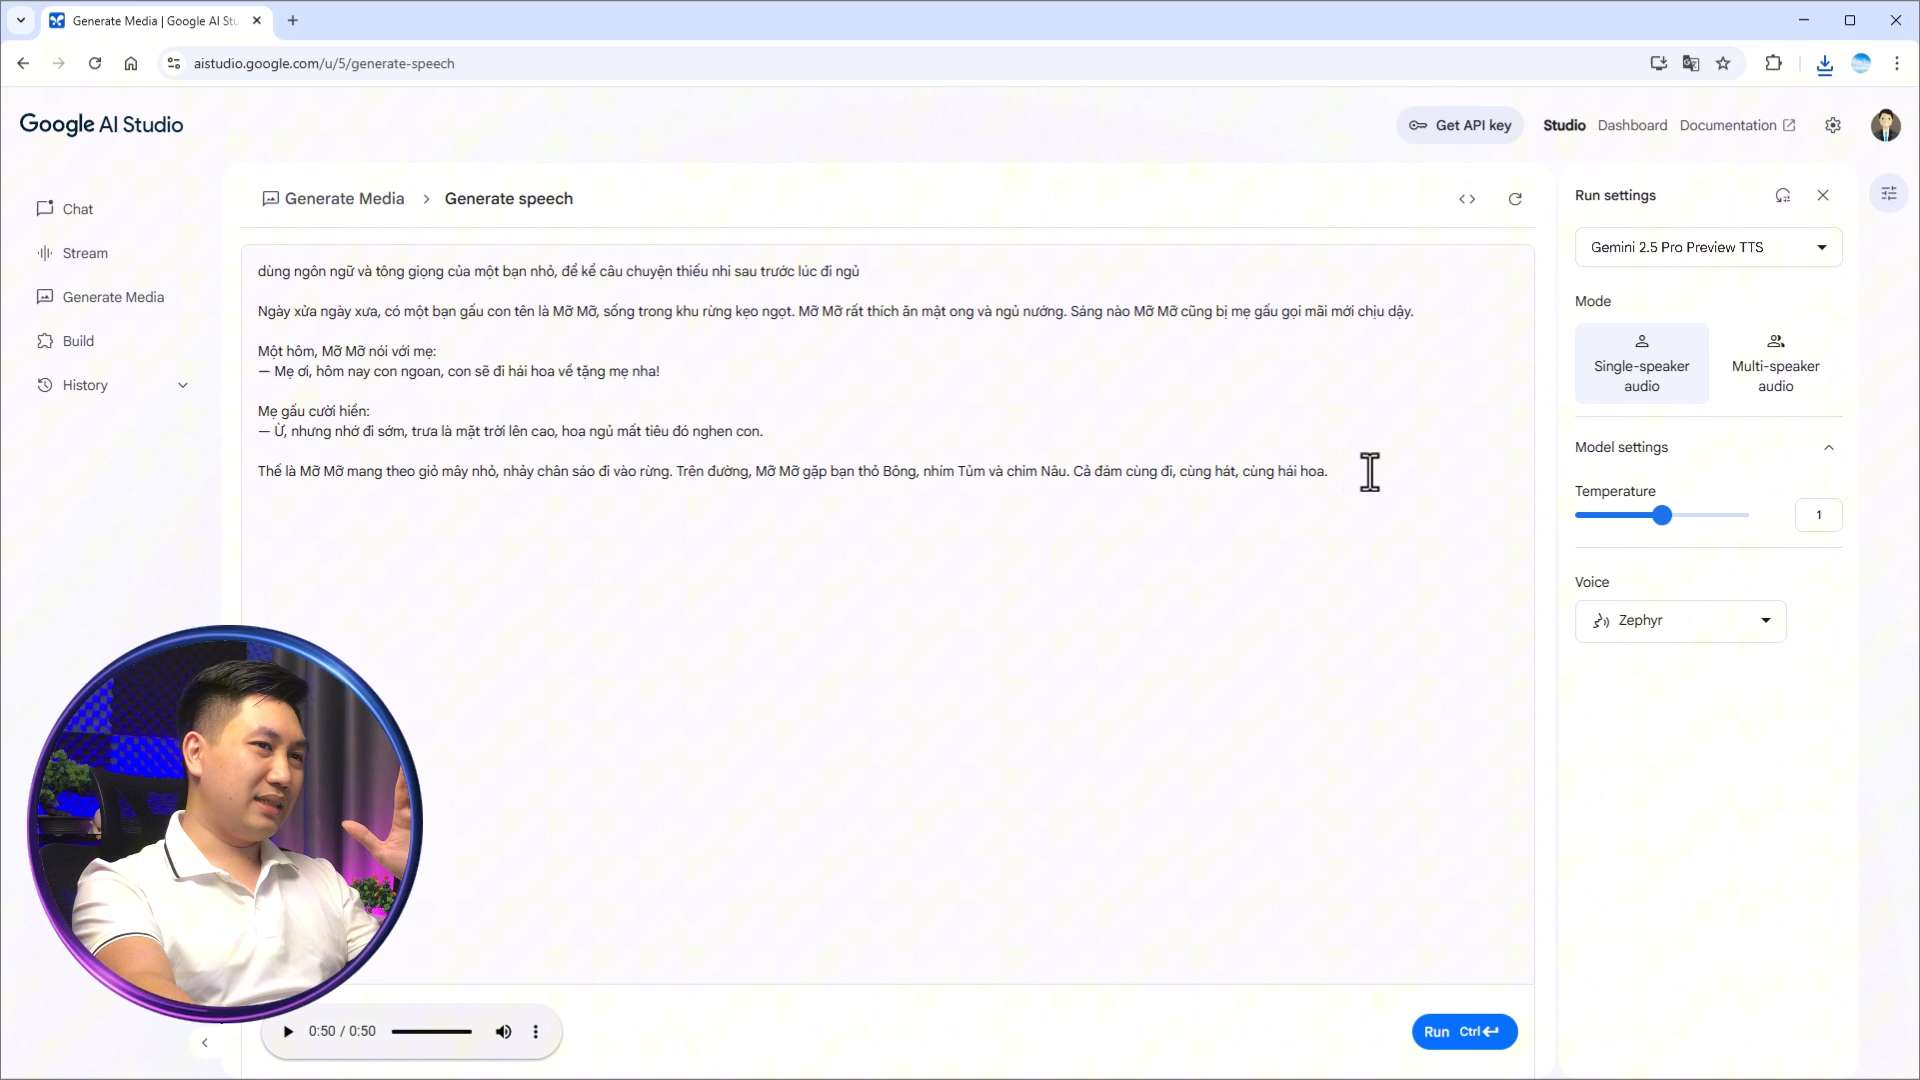 Generate Media | Google AI Stu
aistudio.google.com/u/5/generate-speech
Google AI Studio
Get API key
Studio
Dashboard
Documentation
Chat
Stream
Generate Media
Build
History
Generate Media > Generate speech
dùng ngôn ngữ và tông giọng của một bạn nhỏ, để kể câu chuyện thiếu nhi sau trước lúc đi ngủ
Ngày xửa ngày xưa, có một bạn gấu con tên là Mỡ Mỡ, sống trong khu rừng kẹo ngọt. Mỡ Mỡ rất thích ăn mật ong và ngủ nướng. Sáng nào Mỡ Mỡ cũng bị mẹ gấu gọi mãi mới chịu dậy.
Một hôm, Mỡ Mỡ nói với mẹ:
— Mẹ ơi, hôm nay con ngoan, con sẽ đi hái hoa về tặng mẹ nha!
Mẹ gấu cười hiền:
— Ừ, nhưng nhớ đi sớm, trưa là mặt trời lên cao, hoa ngủ mất tiêu đó nghen con.
Thế là Mỡ Mỡ mang theo giỏ mây nhỏ, nhảy chân sáo đi vào rừng. Trên đường, Mỡ Mỡ gặp bạn thỏ Bông, nhím Tủm và chim Nâu. Cả đám cùng đi, cùng hát, cùng hái hoa.
0:50 / 0:50
Run Ctrl
Run settings
Gemini 2.5 Pro Preview TTS
Mode
Single-speaker audio
Multi-speaker audio
Model settings
Temperature
1
Voice
Zephyr